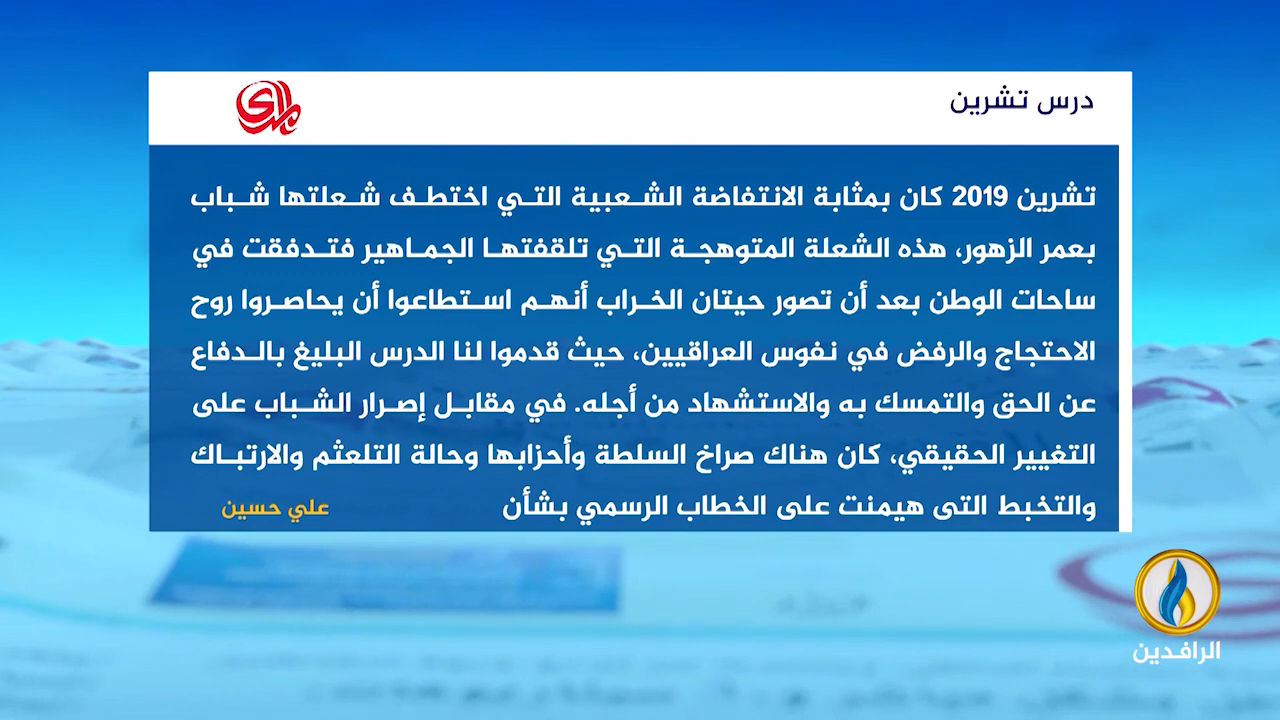 درس تشرين
المدى
تشرين 2019 كان بمثابة الانتفاضة الشعبية التي اختطف شعلتها شباب
بعمر الزهور، هذه الشعلة المتوهجة التي تلقفتها الجماهير فتدفقت في
ساحات الوطن بعد أن تصور حيتان الخراب أنهم استطاعوا أن يحاصروا روح
الاحتجاج والرفض في نفوس العراقيين، حيث قدموا لنا الدرس البليغ بالدفاع
عن الحق والتمسك به والاستشهاد من أجله. في مقابل إصرار الشباب على
التغيير الحقيقي، كان هناك صراخ السلطة وأحزابها وحالة التلعثم والارتباك
والتخبط التى هيمنت على الخطاب الرسمي بشأن
علي حسين
الرافدين